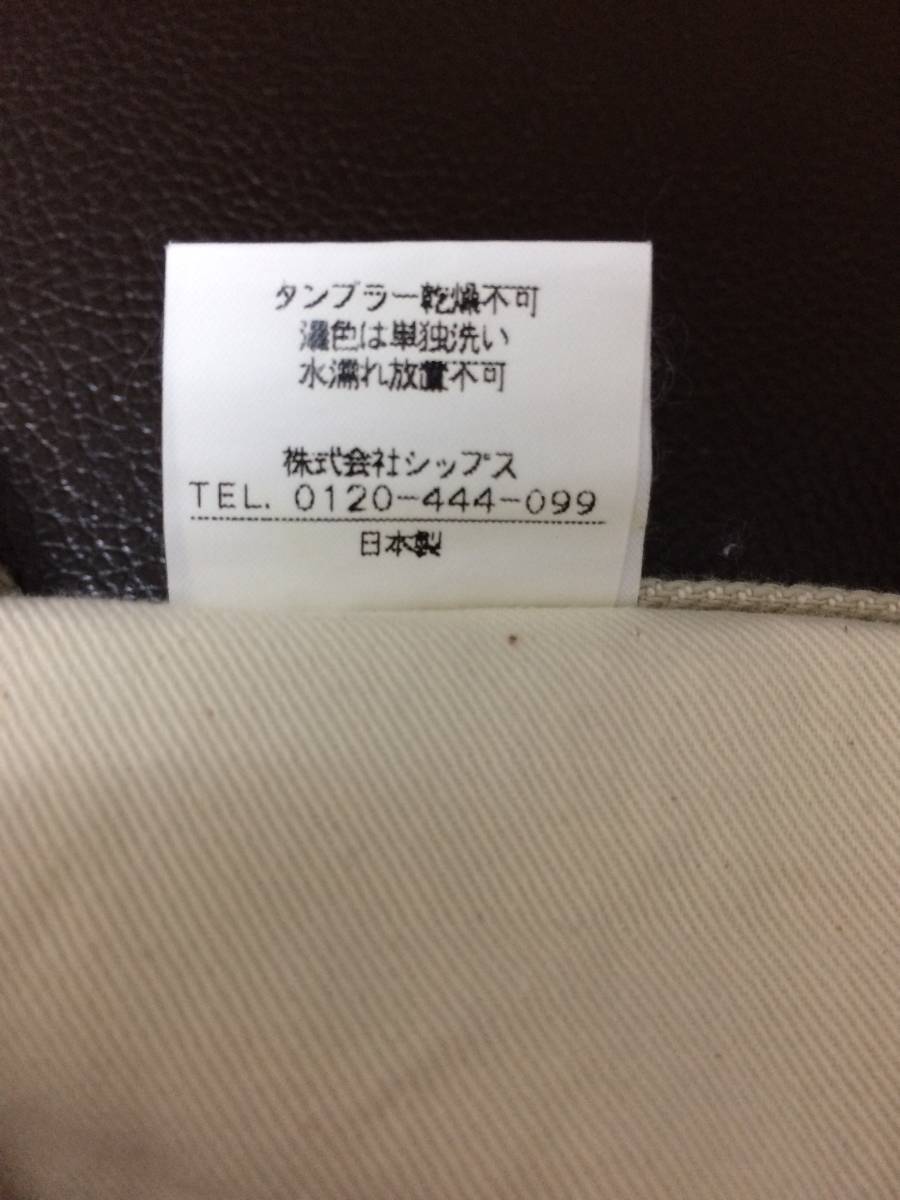 タンブラー乾燥不可
濃色は単独洗い
水濡れ放置不可
株式会社シップス
TEL. 0120-444-099
日本製